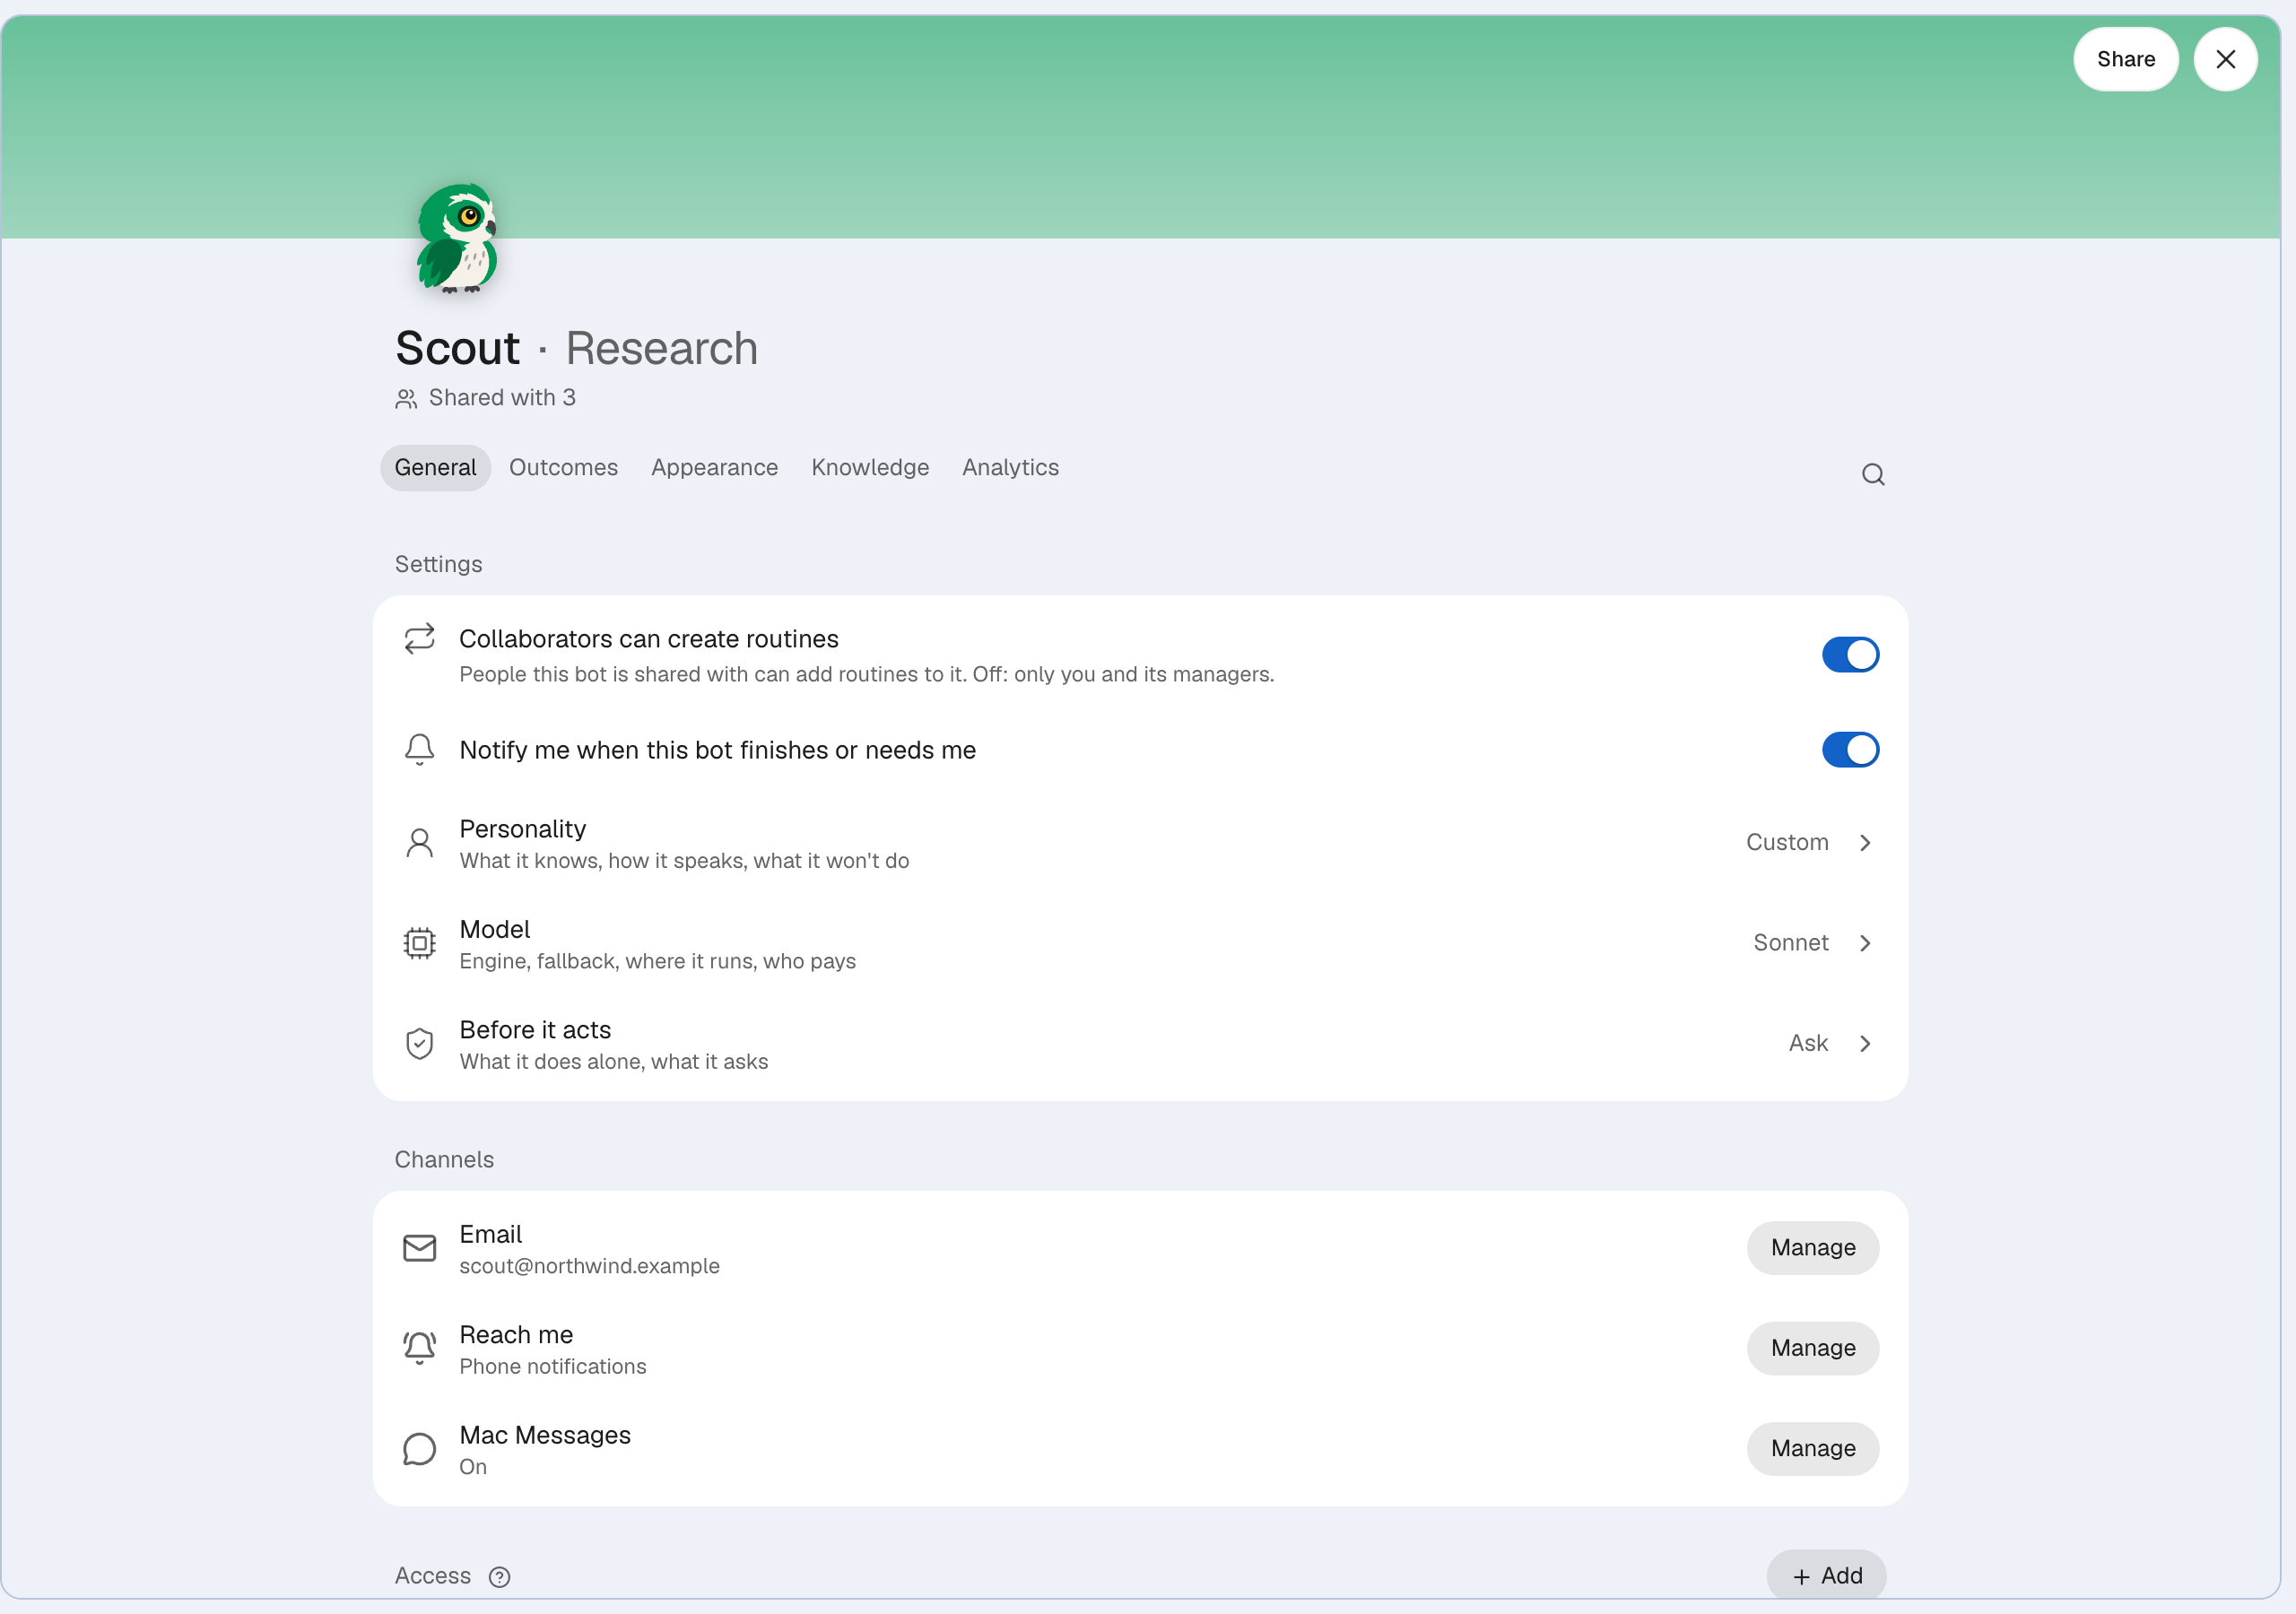 Share
Scout · Research
Shared with 3
General Outcomes Appearance Knowledge Analytics
Settings
Collaborators can create routines
People this bot is shared with can add routines to it. Off: only you and its managers.
Notify me when this bot finishes or needs me
Personality
What it knows, how it speaks, what it won't do
Custom
Model
Engine, fallback, where it runs, who pays
Sonnet
Before it acts
What it does alone, what it asks
Ask
Channels
Email
scout@northwind.example
Manage
Reach me
Phone notifications
Manage
Mac Messages
On
Manage
Access
+ Add